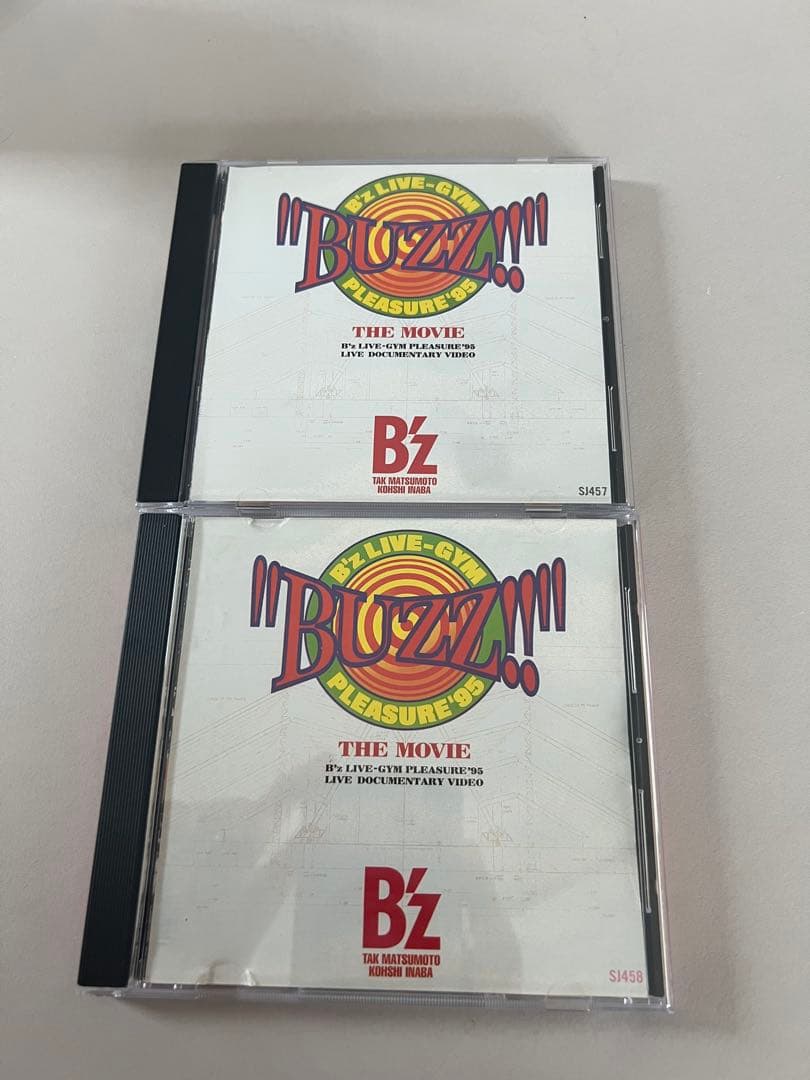 B'z LIVE-GYM
"BUZZ!!"
PLEASURE'95
THE MOVIE
B'z LIVE-GYM PLEASURE'95
LIVE DOCUMENTARY VIDEO
B'z
TAK MATSUMOTO
KOHSHI INABA
SJ457
B'z LIVE-GYM
"BUZZ!!"
PLEASURE'95
THE MOVIE
B'z LIVE-GYM PLEASURE'95
LIVE DOCUMENTARY VIDEO
B'z
TAK MATSUMOTO
KOHSHI INABA
SJ458